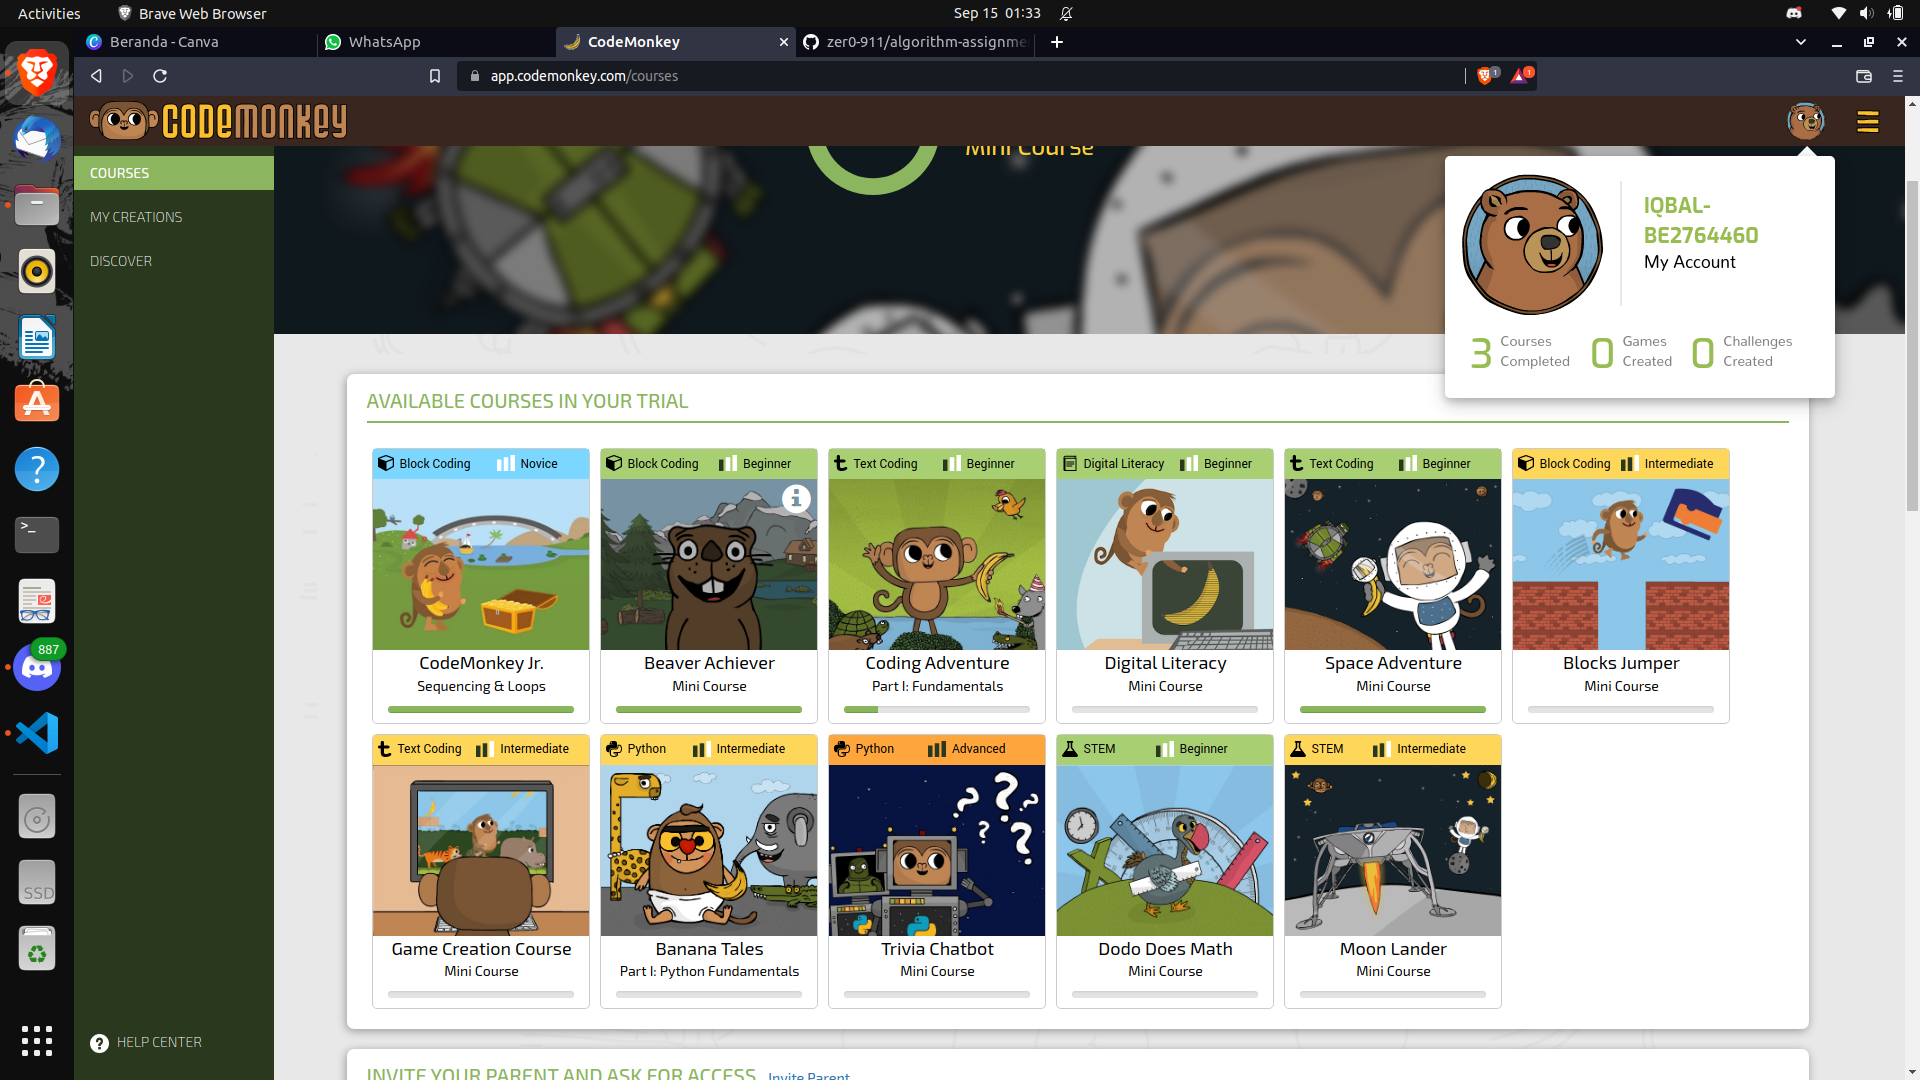 Activities
Brave Web Browser
Sep 15 01:33
Beranda - Canva
WhatsApp
CodeMonkey
zer0-911/algorithm-assignme
app.codemonkey.com/courses
1
1
CODEMONKEY
COURSES
MY CREATIONS
DISCOVER
Mini Course
IQBAL-
BE2764460
My Account
3 Courses Completed
0 Games Created
0 Challenges Created
AVAILABLE COURSES IN YOUR TRIAL
Block Coding Novice
CodeMonkey Jr.
Sequencing & Loops
Block Coding Beginner
Beaver Achiever
Mini Course
Text Coding Beginner
Coding Adventure
Part I: Fundamentals
Digital Literacy Beginner
Digital Literacy
Mini Course
Text Coding Beginner
Space Adventure
Mini Course
Block Coding Intermediate
Blocks Jumper
Mini Course
Text Coding Intermediate
Game Creation Course
Mini Course
Python Intermediate
Banana Tales
Part I: Python Fundamentals
Python Advanced
Trivia Chatbot
Mini Course
STEM Beginner
Dodo Does Math
Mini Course
STEM Intermediate
Moon Lander
Mini Course
887
SSD
HELP CENTER
INVITE YOUR PARENT AND ASK FOR ACCESS Invite Parent